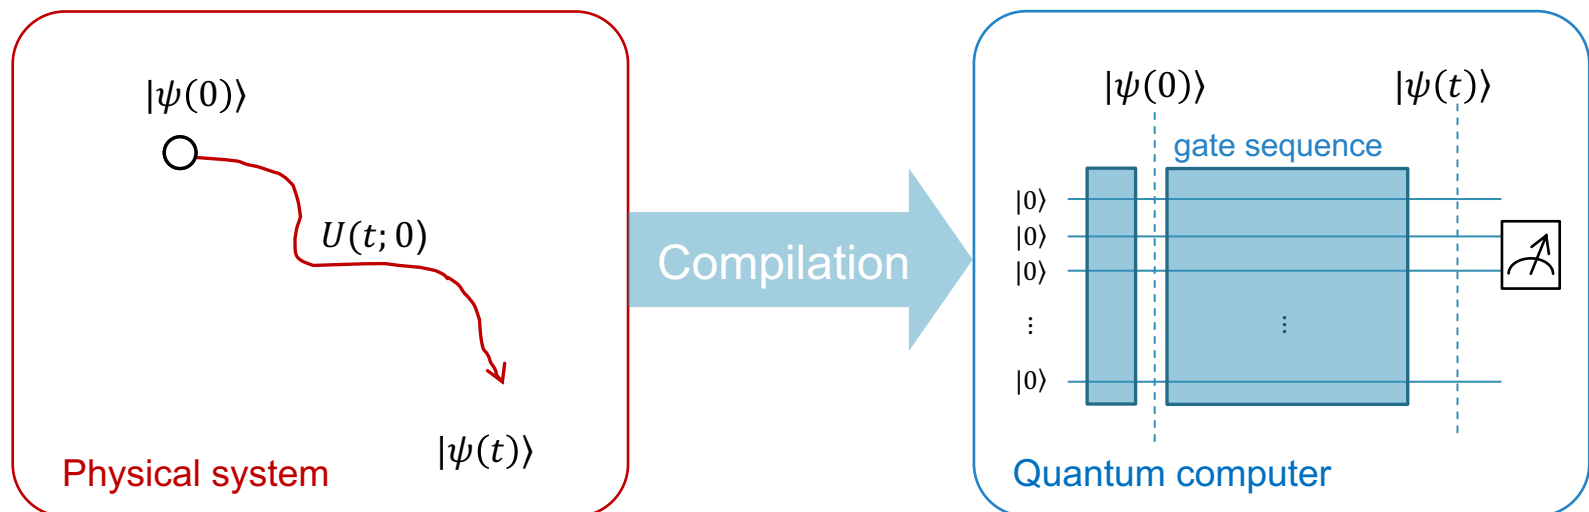 |ψ(0)⟩
U(t; 0)
|ψ(t)⟩
Physical system
Compilation
|ψ(0)⟩
|ψ(t)⟩
gate sequence
|0⟩
|0⟩
|0⟩
⋮
⋮
|0⟩
Quantum computer